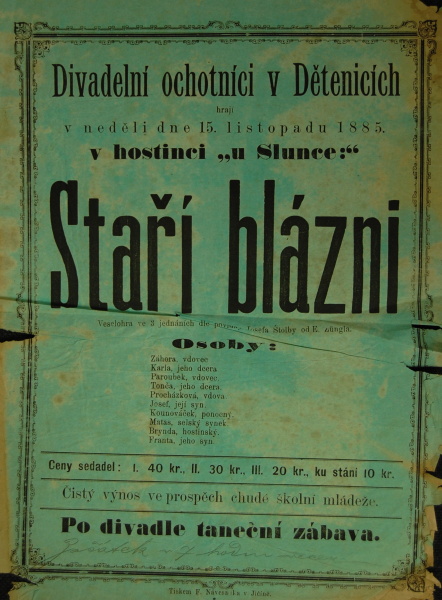 Divadelní ochotníci v Dětenicích
hrají
v neděli dne 15. listopadu 1885.
v hostinci „u Slunce:“
Staří blázni
Veselohra ve 3 jednáních dle Josefa Štolby od E. Züngla.
Osoby:
Záhora, vdovec
Karla, jeho dcera
Paroubek, vdovec.
Tonča, jeho dcera.
Procházková, vdova.
Josef, její syn.
Kounováček, ponocný.
Matas, selský synek
Brynda, hostinský.
Franta, jeho syn.
Ceny sedadel: I. 40 kr., II. 30 kr., III. 20 kr., ku stání 10 kr.
Čistý výnos ve prospěch chudé školní mládeže.
Po divadle taneční zábava.
Tiskem F. v Jičíně.